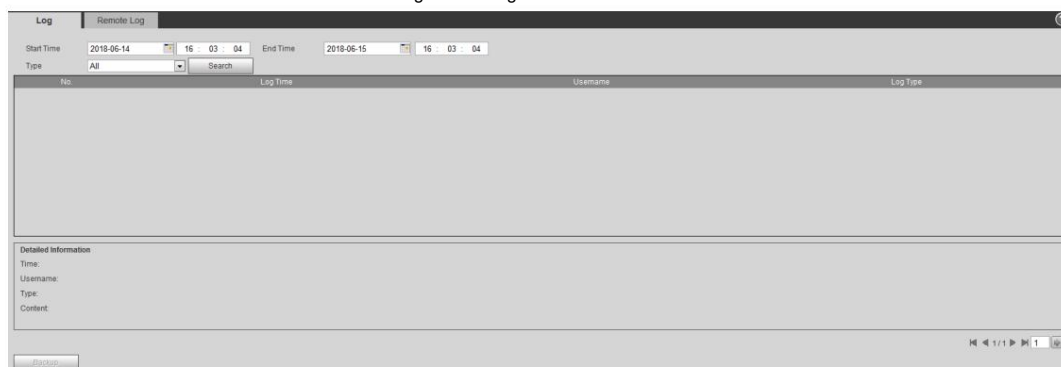 Log Remote Log
Start Time 2018-06-14 16 : 03 : 04 End Time 2018-06-15 16 : 03 : 04
Type All Search
No. Log Time Username Log Type
Detailed Information
Time:
Username:
Type:
Content:
1/1 1
Backup